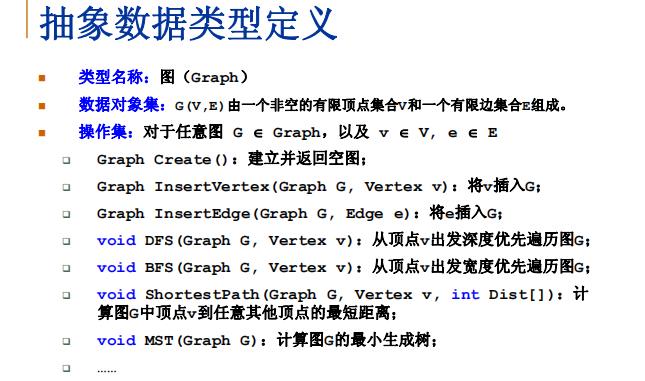 抽象数据类型定义
类型名称：图（Graph）
数据对象集：G(V,E)由一个非空的有限顶点集合V和一个有限边集合E组成。
操作集：对于任意图 G ∈ Graph，以及 v ∈ V, e ∈ E
Graph Create()：建立并返回空图；
Graph InsertVertex(Graph G, Vertex v)：将v插入G；
Graph InsertEdge(Graph G, Edge e)：将e插入G；
void DFS(Graph G, Vertex v)：从顶点v出发深度优先遍历图G；
void BFS(Graph G, Vertex v)：从顶点v出发宽度优先遍历图G；
void ShortestPath(Graph G, Vertex v, int Dist[])：计
算图G中顶点v到任意其他顶点的最短距离；
void MST(Graph G)：计算图G的最小生成树；
……